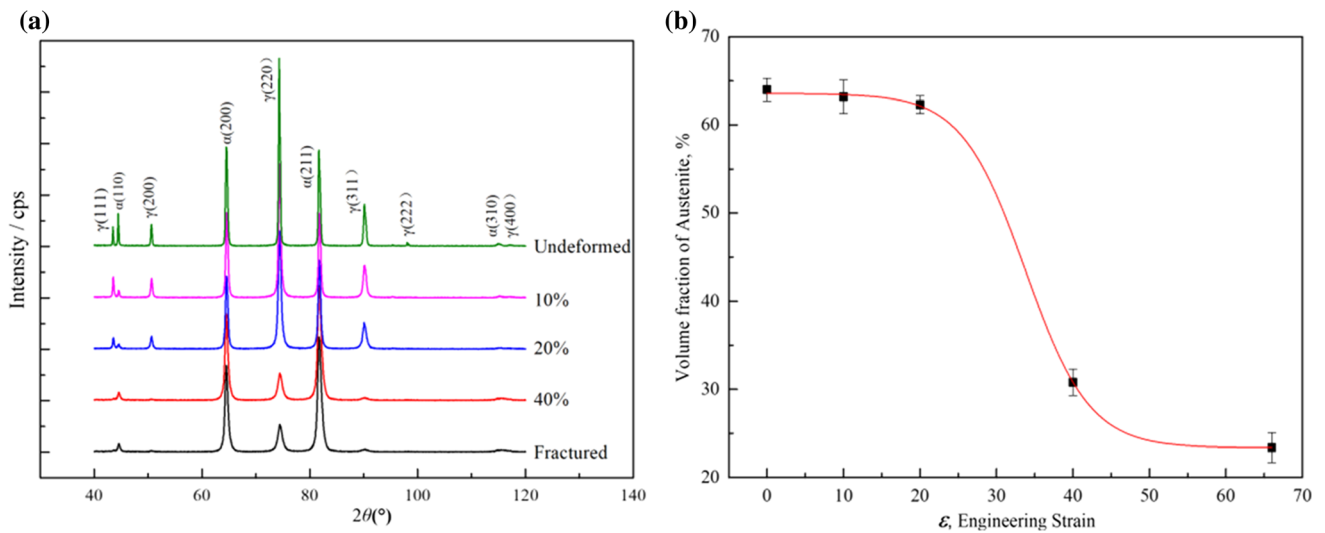 (a)
γ(111)
α(110)
γ(200)
α(200)
γ(220)
α(211)
γ(311)
γ(222)
α(310)
γ(400)
Undeformed
10%
20%
40%
Fractured
Intensity / cps
40 60 80 100 120 140
2θ(°)
(b)
70
60
50
40
30
20
Volume fraction of Austenite, %
0 10 20 30 40 50 60 70
ε, Engineering Strain